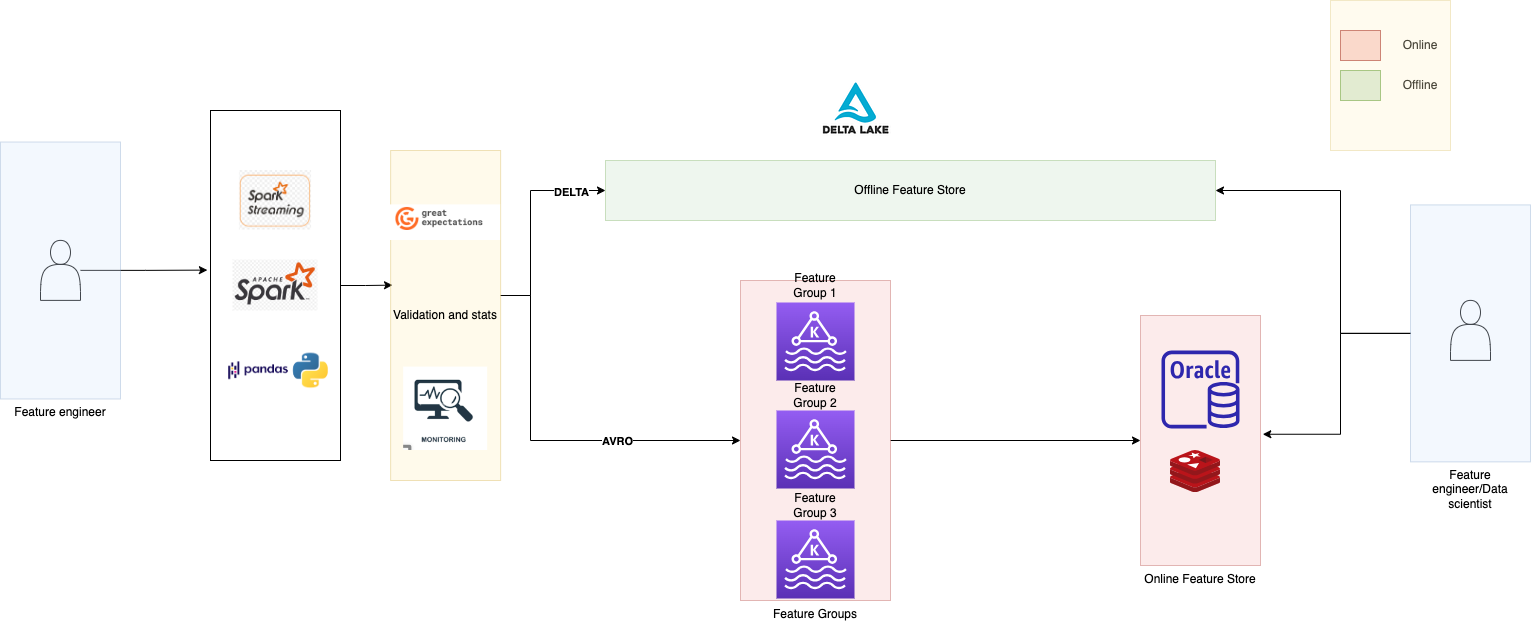 Online
Offline
DELTA LAKE
Spark
Streaming
great
expectations
DELTA
Offline Feature Store
APACHE
Spark
TM
Validation and stats
pandas
MONITORING
Feature engineer
AVRO
Feature
Group 1
K
Feature
Group 2
K
Feature
Group 3
K
Feature Groups
Oracle
Online Feature Store
Feature
engineer/Data
scientist